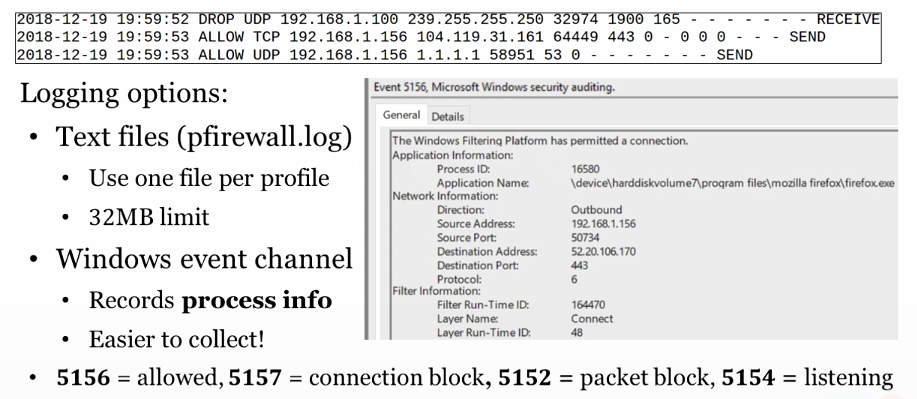 2018-12-19 19:59:52 DROP UDP 192.168.1.100 239.255.255.250 32974 1900 165 - - - - - - - RECEIVE
2018-12-19 19:59:53 ALLOW TCP 192.168.1.156 104.119.31.161 64449 443 0 - 0 0 0 - - - SEND
2018-12-19 19:59:53 ALLOW UDP 192.168.1.156 1.1.1.1 58951 53 0 - - - - - - - SEND
Logging options:
• Text files (pfirewall.log)
• Use one file per profile
• 32MB limit
• Windows event channel
• Records process info
• Easier to collect!
Event 5156, Microsoft Windows security auditing.
General Details
The Windows Filtering Platform has permitted a connection.
Application Information:
Process ID: 16580
Application Name: \device\harddiskvolume7\program files\mozilla firefox\firefox.exe
Network Information:
Direction: Outbound
Source Address: 192.168.1.156
Source Port: 50734
Destination Address: 52.20.106.170
Destination Port: 443
Protocol: 6
Filter Information:
Filter Run-Time ID: 164470
Layer Name: Connect
Layer Run-Time ID: 48
• 5156 = allowed, 5157 = connection block, 5152 = packet block, 5154 = listening